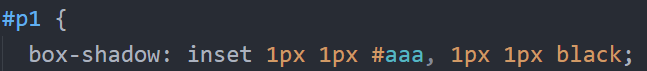 #p1 {
box-shadow: inset 1px 1px #aaa, 1px 1px black;